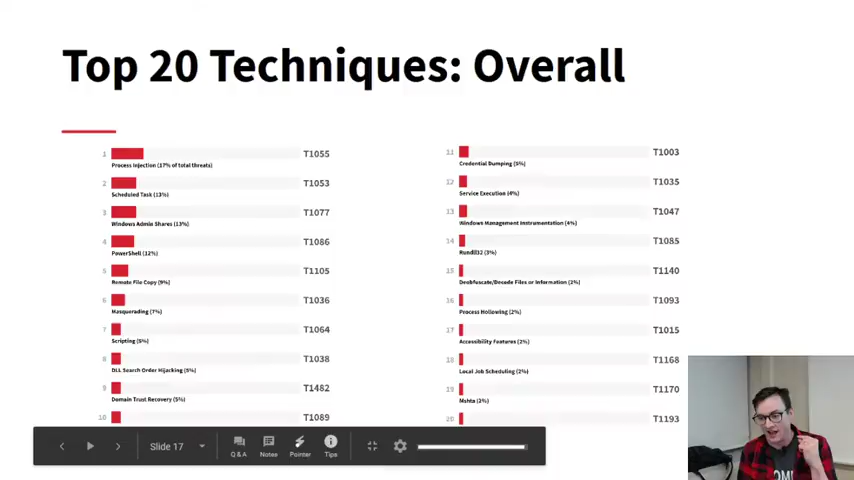 Top 20 Techniques: Overall
1 T1055
Process Injection (17% of total threats)
2 T1053
Scheduled Task (13%)
3 T1077
Windows Admin Shares (13%)
4 T1086
PowerShell (12%)
5 T1105
Remote File Copy (9%)
6 T1036
Masquerading (7%)
7 T1064
Scripting (5%)
8 T1038
DLL Search Order Hijacking (5%)
9 T1482
Domain Trust Recovery (5%)
10 T1089
11 T1003
Credential Dumping (5%)
12 T1035
Service Execution (4%)
13 T1047
Windows Management Instrumentation (4%)
14 T1085
Rundll32 (3%)
15 T1140
Deobfuscate/Decode Files or Information (2%)
16 T1093
Process Hollowing (2%)
17 T1015
Accessibility Features (2%)
18 T1168
Local Job Scheduling (2%)
19 T1170
Mshta (2%)
20 T1193
Slide 17
Q & A Notes Pointer Tips